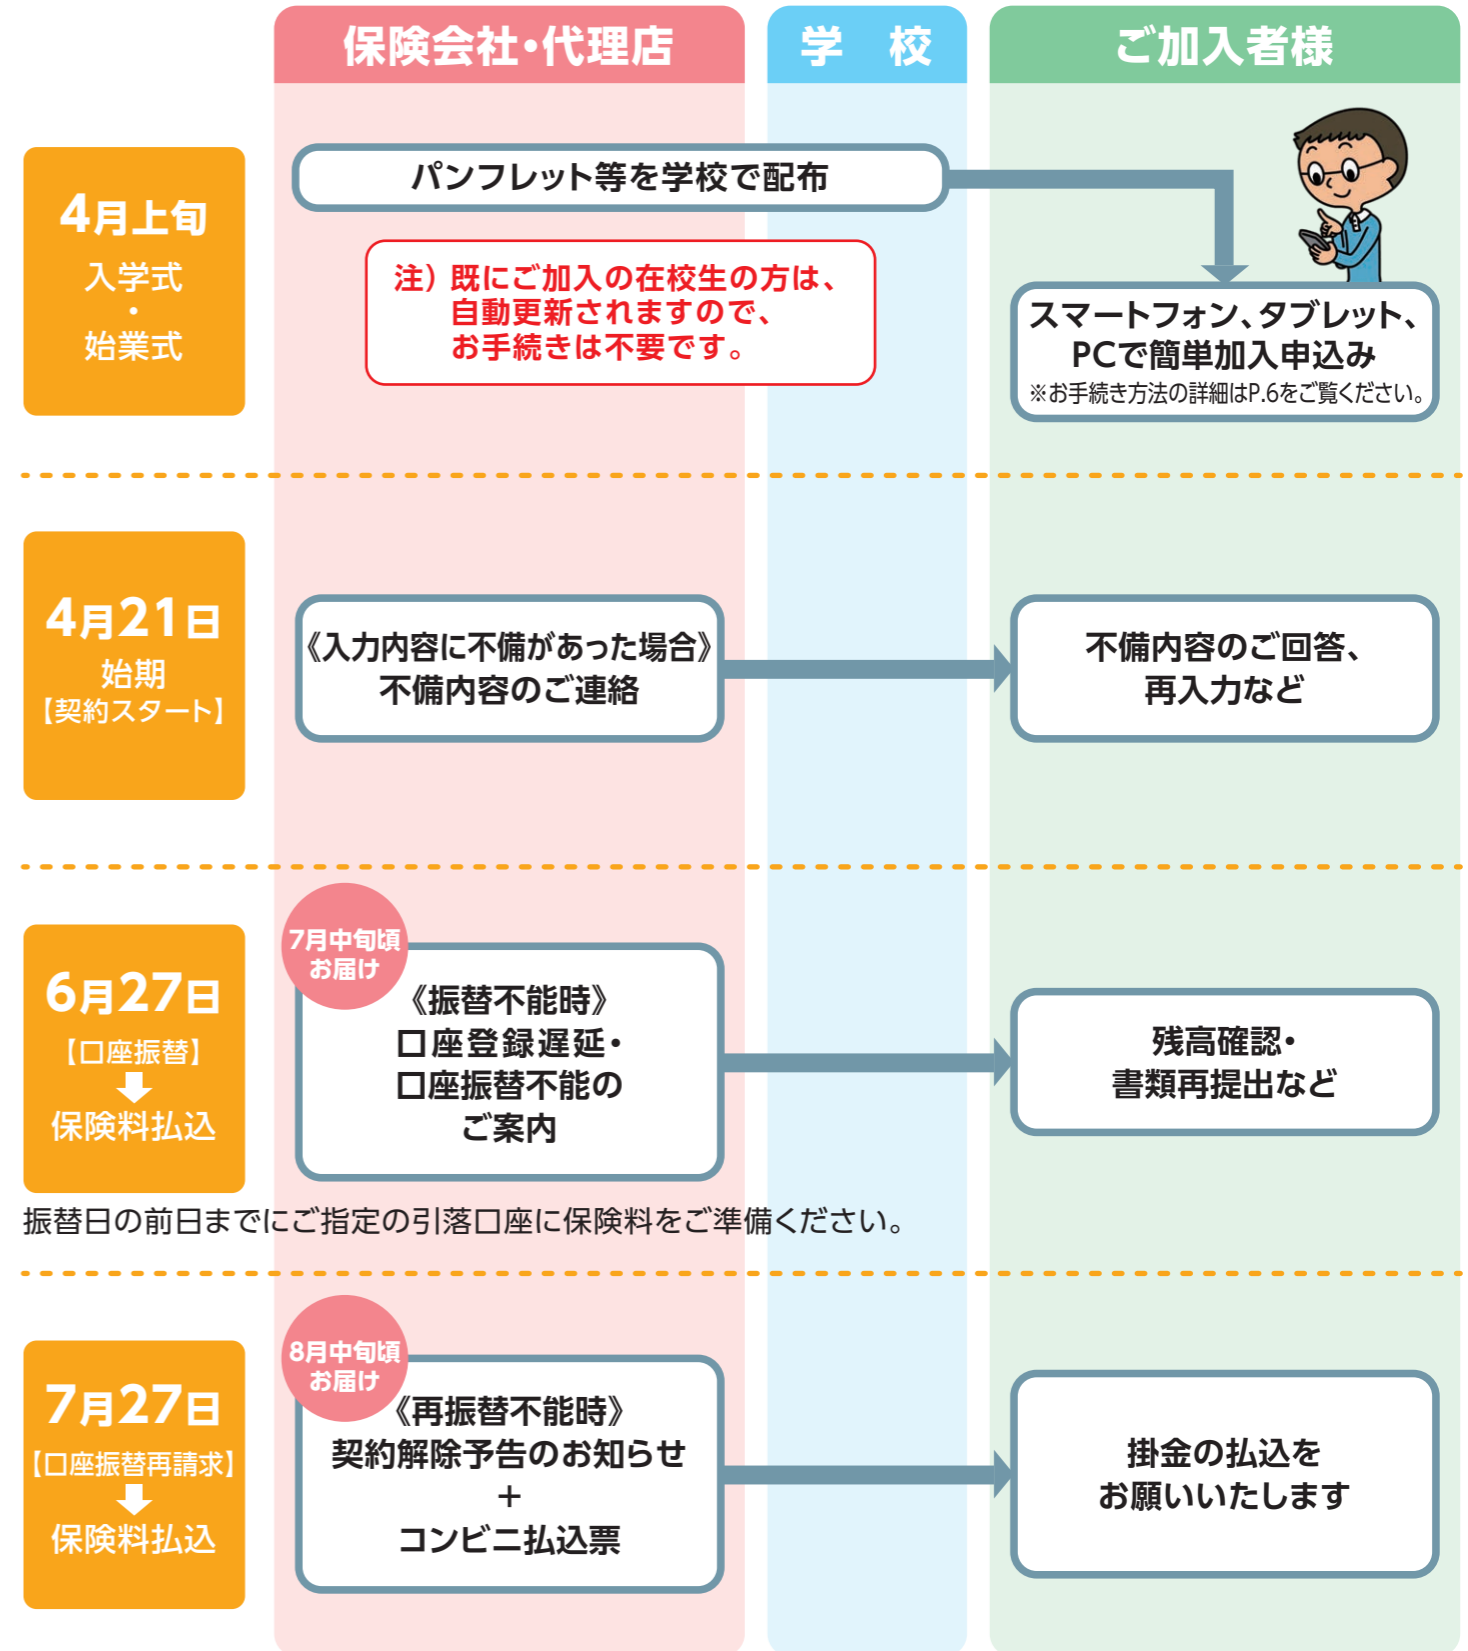 保険会社・代理店
学　校
ご加入者様
4月上旬
入学式
・
始業式
パンフレット等を学校で配布
注）既にご加入の在校生の方は、
自動更新されますので、
お手続きは不要です。
スマートフォン、タブレット、
PCで簡単加入申込み
※お手続き方法の詳細はP.6をご覧ください。
4月21日
始期
【契約スタート】
《入力内容に不備があった場合》
不備内容のご連絡
不備内容のご回答、
再入力など
6月27日
【口座振替】
保険料払込
7月中旬頃
お届け
《振替不能時》
口座登録遅延・
口座振替不能の
ご案内
残高確認・
書類再提出など
振替日の前日までにご指定の引落口座に保険料をご準備ください。
7月27日
【口座振替再請求】
保険料払込
8月中旬頃
お届け
《再振替不能時》
契約解除予告のお知らせ
＋
コンビニ払込票
掛金の払込を
お願いいたします